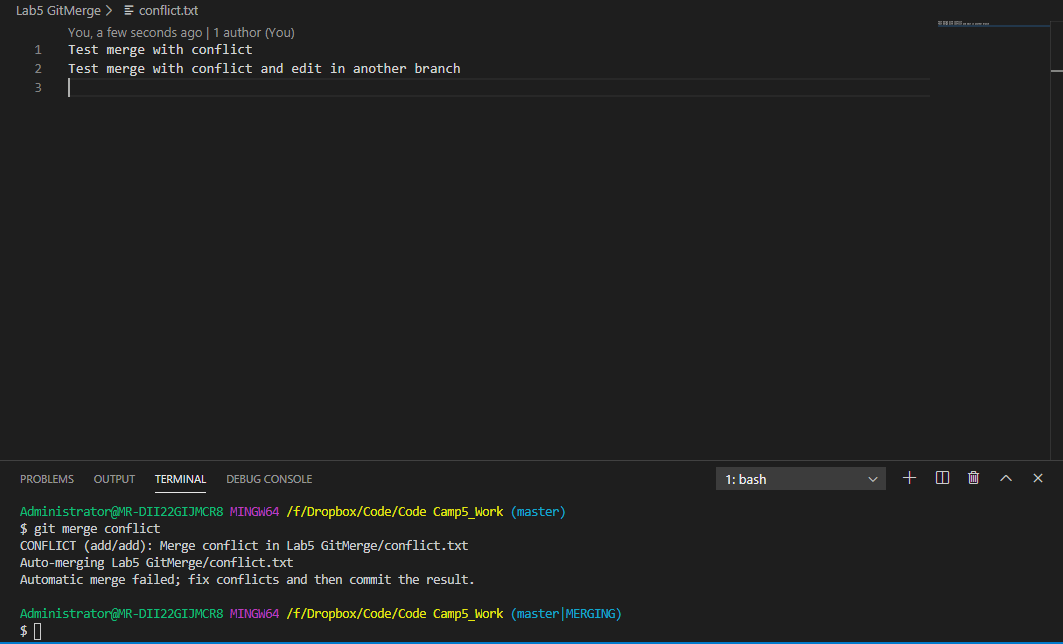 Lab5 GitMerge > conflict.txt
You, a few seconds ago | 1 author (You)
1 Test merge with conflict
2 Test merge with conflict and edit in another branch
3
PROBLEMS OUTPUT TERMINAL DEBUG CONSOLE 1: bash
Administrator@MR-DII22GIJMCR8 MINGW64 /f/Dropbox/Code/Code Camp5_Work (master)
$ git merge conflict
CONFLICT (add/add): Merge conflict in Lab5 GitMerge/conflict.txt
Auto-merging Lab5 GitMerge/conflict.txt
Automatic merge failed; fix conflicts and then commit the result.
Administrator@MR-DII22GIJMCR8 MINGW64 /f/Dropbox/Code/Code Camp5_Work (master|MERGING)
$